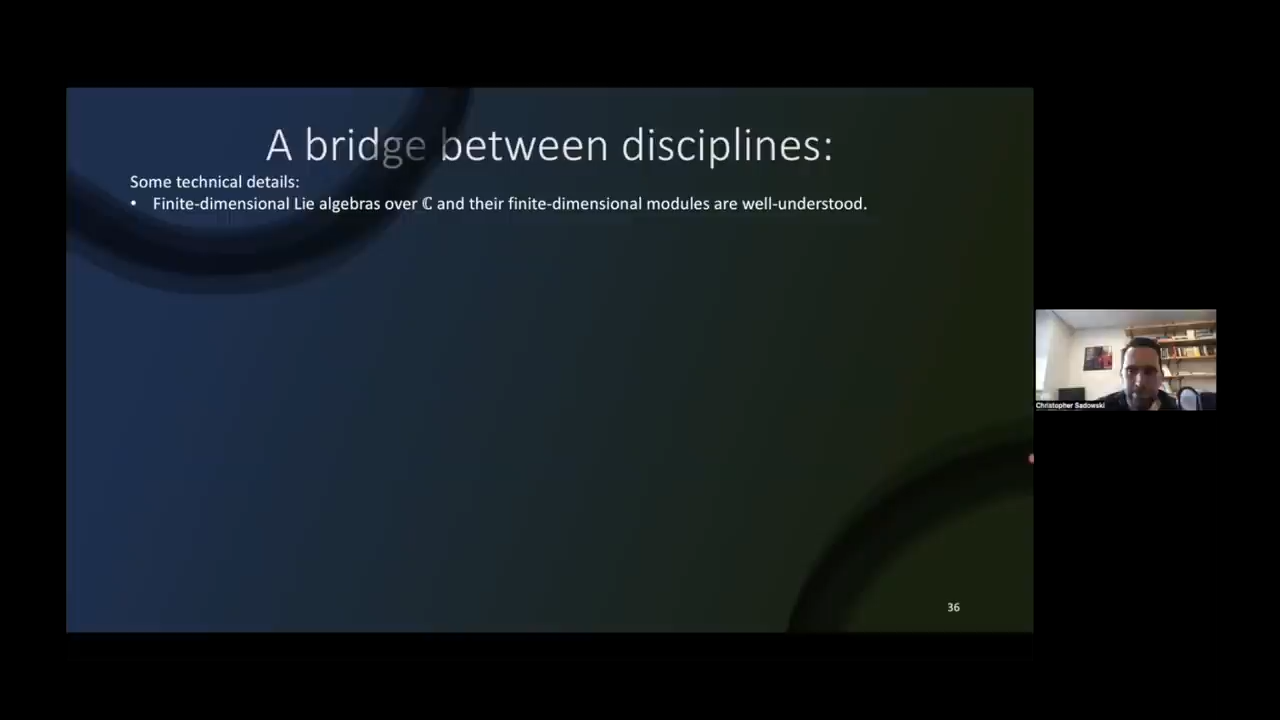 A bridge between disciplines:
Some technical details:
• Finite-dimensional Lie algebras over ℂ and their finite-dimensional modules are well-understood.
Christopher Sadowski
36